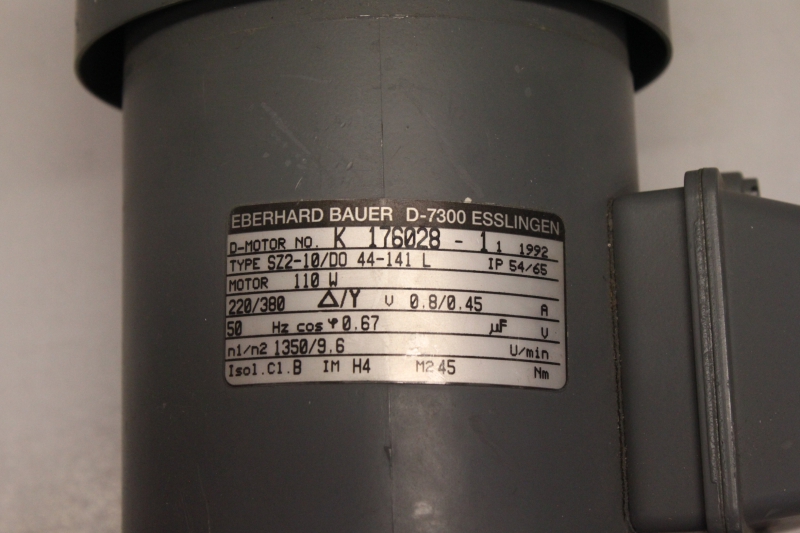 EBERHARD BAUER D-7300 ESSLINGEN
D-MOTOR NO. K 176028 - 1 1 1992
TYPE SZ2-10/DO 44-141 L IP 54/65
MOTOR 110 W
220/380 Δ/Y V 0.8/0.45 A
50 Hz cos φ 0.67 µF V
n1/n2 1350/9.6 U/min
Isol.Cl.B IM H4 M2 45 Nm